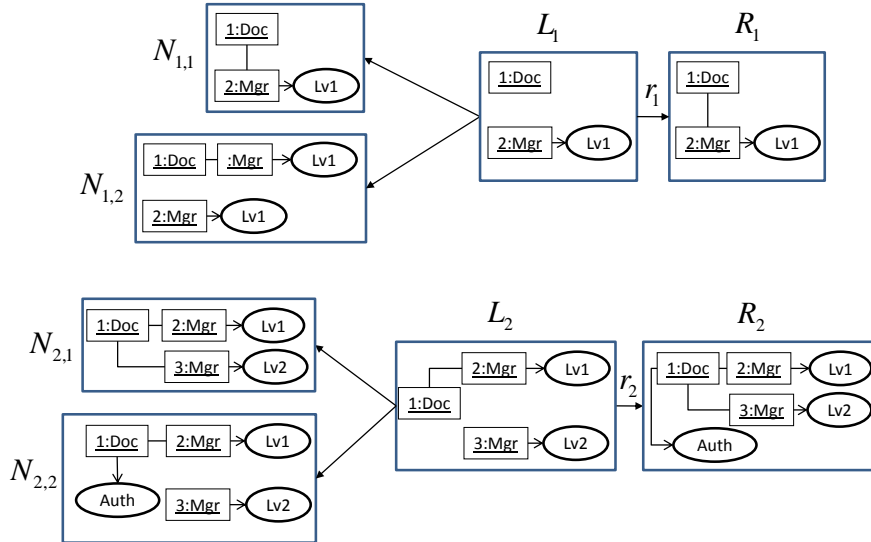 N1,1
1:Doc
2:Mgr Lv1
N1,2
1:Doc :Mgr Lv1
2:Mgr Lv1
L1
1:Doc
2:Mgr Lv1
r1
R1
1:Doc
2:Mgr Lv1
N2,1
1:Doc 2:Mgr Lv1
3:Mgr Lv2
N2,2
1:Doc 2:Mgr Lv1
Auth 3:Mgr Lv2
L2
2:Mgr Lv1
1:Doc
3:Mgr Lv2
r2
R2
1:Doc 2:Mgr Lv1
3:Mgr Lv2
Auth